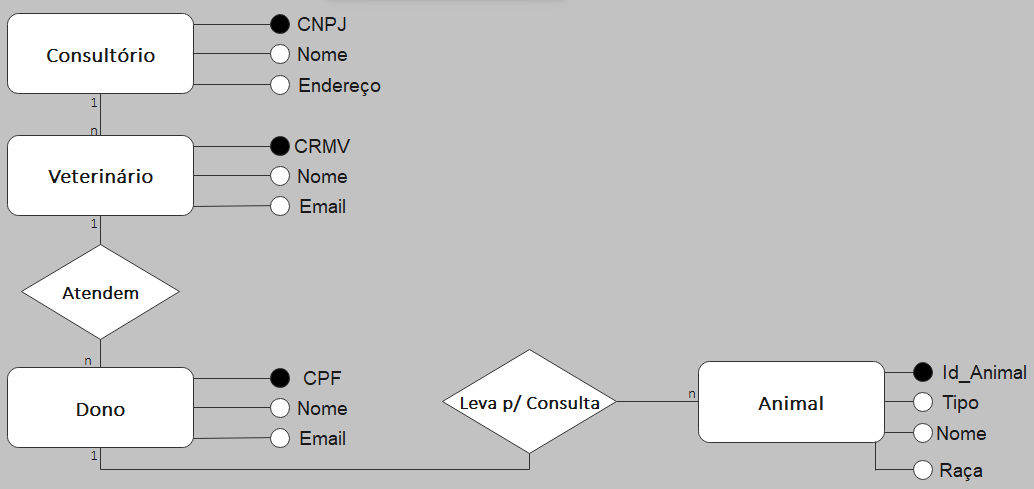 Consultório
CNPJ
Nome
Endereço
1
n
Veterinário
CRMV
Nome
Email
1
Atendem
n
Dono
CPF
Nome
Email
1
Leva p/ Consulta
n
Animal
Id_Animal
Tipo
Nome
Raça